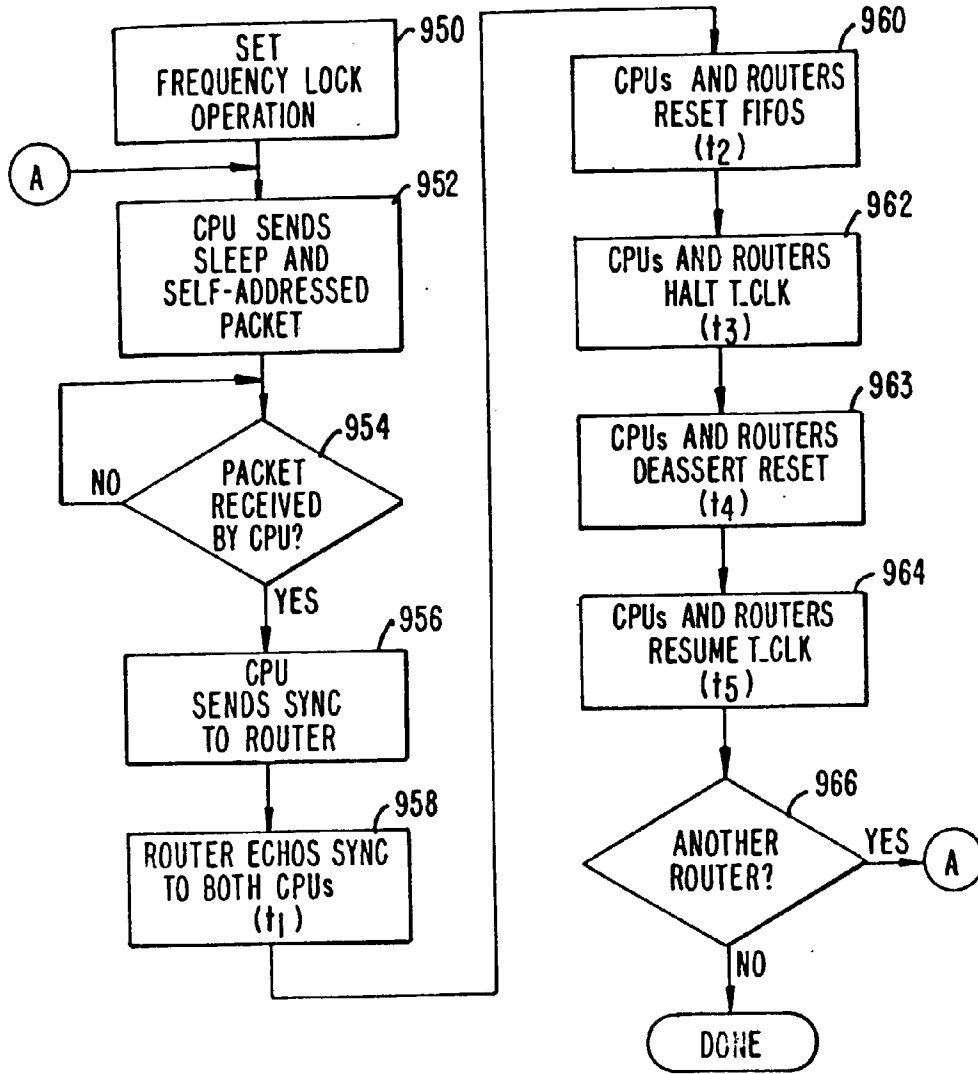 950
SET
FREQUENCY LOCK
OPERATION
A
952
CPU SENDS
SLEEP AND
SELF-ADDRESSED
PACKET
954
PACKET
RECEIVED
BY CPU?
NO
YES
956
CPU
SENDS SYNC
TO ROUTER
958
ROUTER ECHOS SYNC
TO BOTH CPUs
(t1)
960
CPUs AND ROUTERS
RESET FIFOS
(t2)
962
CPUs AND ROUTERS
HALT T_CLK
(t3)
963
CPUs AND ROUTERS
DEASSERT RESET
(t4)
964
CPUs AND ROUTERS
RESUME T_CLK
(t5)
966
ANOTHER
ROUTER?
YES
A
NO
DONE